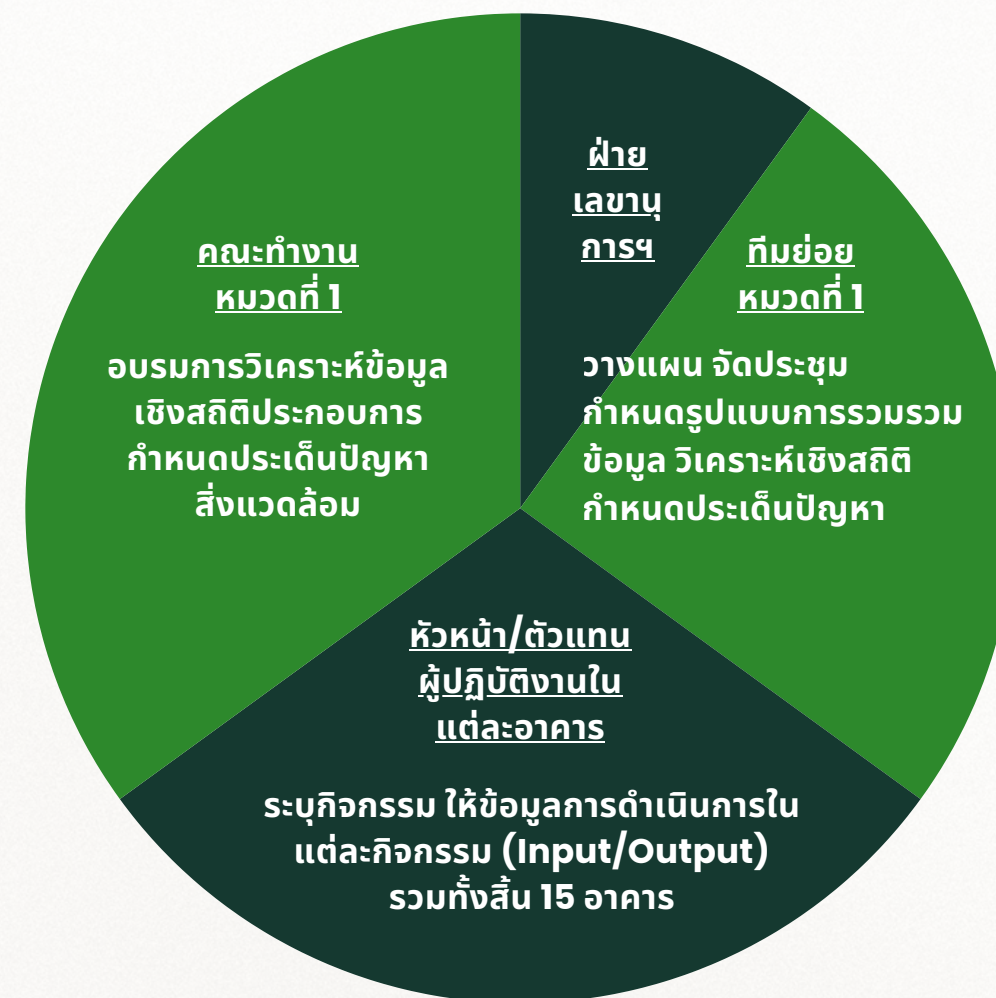 ฝ่าย
เลขานุ
การฯ
ทีมย่อย
หมวดที่ 1
วางแผน จัดประชุม
กำหนดรูปแบบการรวมรวม
ข้อมูล วิเคราะห์เชิงสถิติ
กำหนดประเด็นปัญหา
คณะทำงาน
หมวดที่ 1
อบรมการวิเคราะห์ข้อมูล
เชิงสถิติประกอบการ
กำหนดประเด็นปัญหา
สิ่งแวดล้อม
หัวหน้า/ตัวแทน
ผู้ปฏิบัติงานใน
แต่ละอาคาร
ระบุกิจกรรม ให้ข้อมูลการดำเนินการใน
แต่ละกิจกรรม (Input/Output)
รวมทั้งสิ้น 15 อาคาร